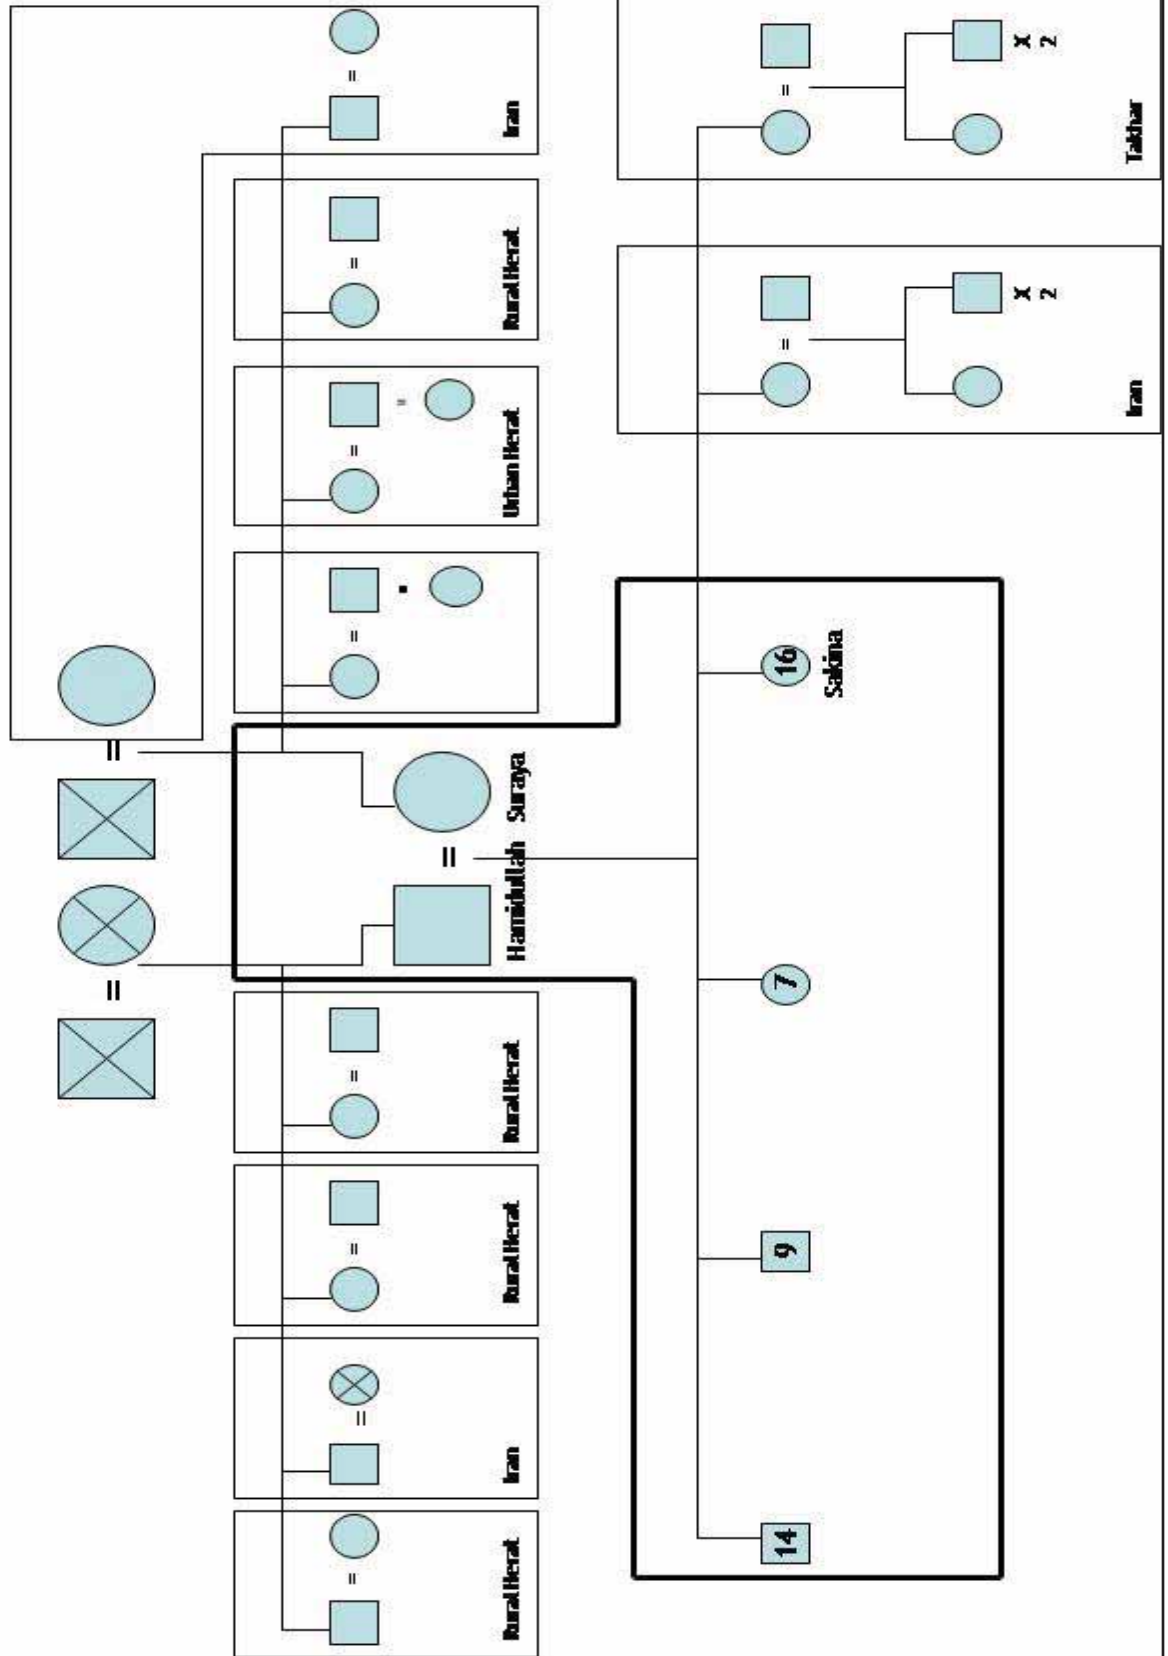 Rural Herat
Iran
Rural Herat
Rural Herat
Hamidullah Suraya
Urban Herat
Rural Herat
Iran
14
9
7
16
Sakina
X
2
X
2
Iran
Takhar